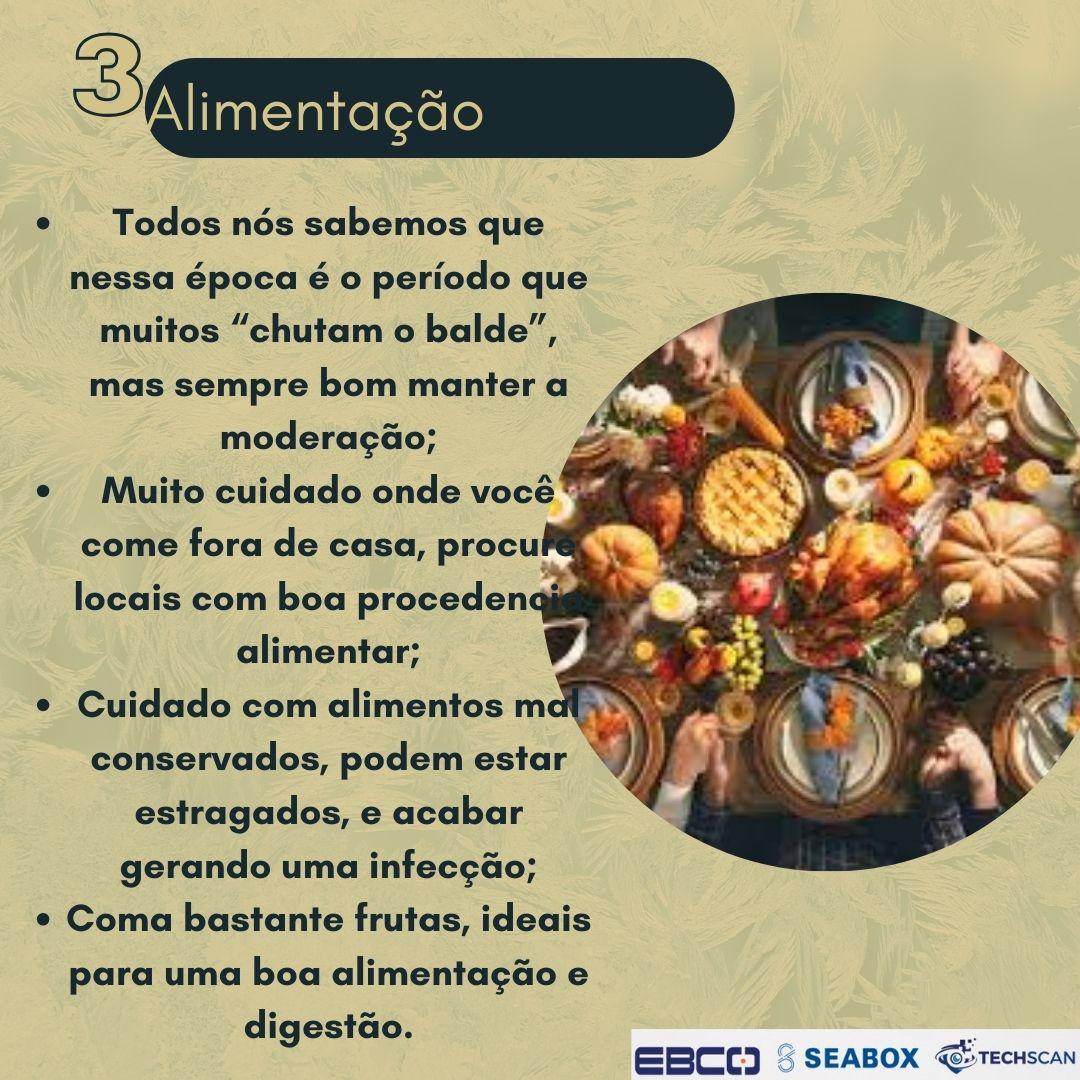 3
Alimentação
• Todos nós sabemos que
nessa época é o período que
muitos “chutam o balde”,
mas sempre bom manter a
moderação;
• Muito cuidado onde você
come fora de casa, procure
locais com boa procedencia
alimentar;
• Cuidado com alimentos mal
conservados, podem estar
estragados, e acabar
gerando uma infecção;
• Coma bastante frutas, ideais
para uma boa alimentação e
digestão.
EBCO SEABOX TECHSCAN